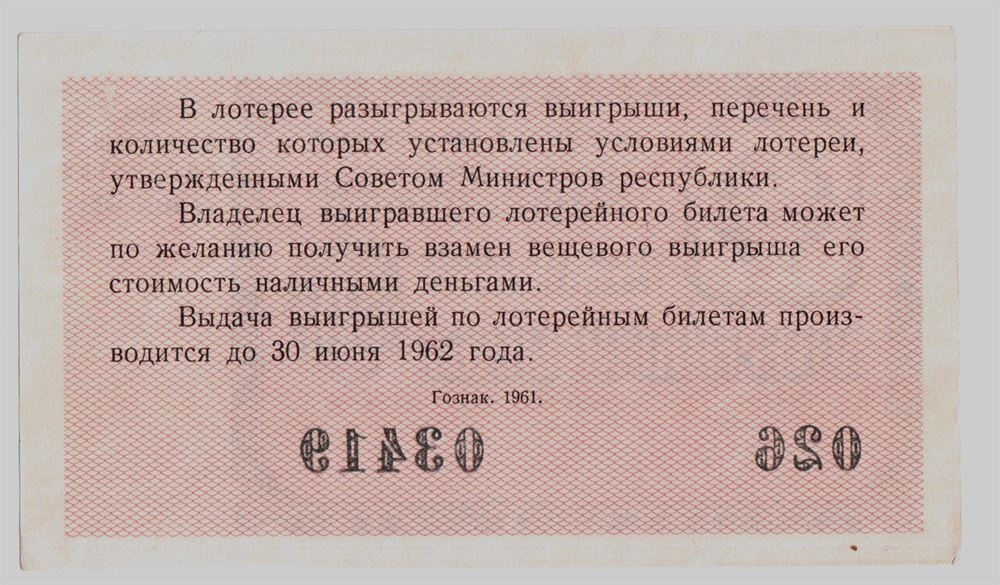 В лотерее разыгрываются выигрыши, перечень и
количество которых установлены условиями лотереи,
утвержденными Советом Министров республики.
Владелец выигравшего лотерейного билета может
по желанию получить взамен вещевого выигрыша его
стоимость наличными деньгами.
Выдача выигрышей по лотерейным билетам произ-
водится до 30 июня 1962 года.
Гознак. 1961.
03419 026